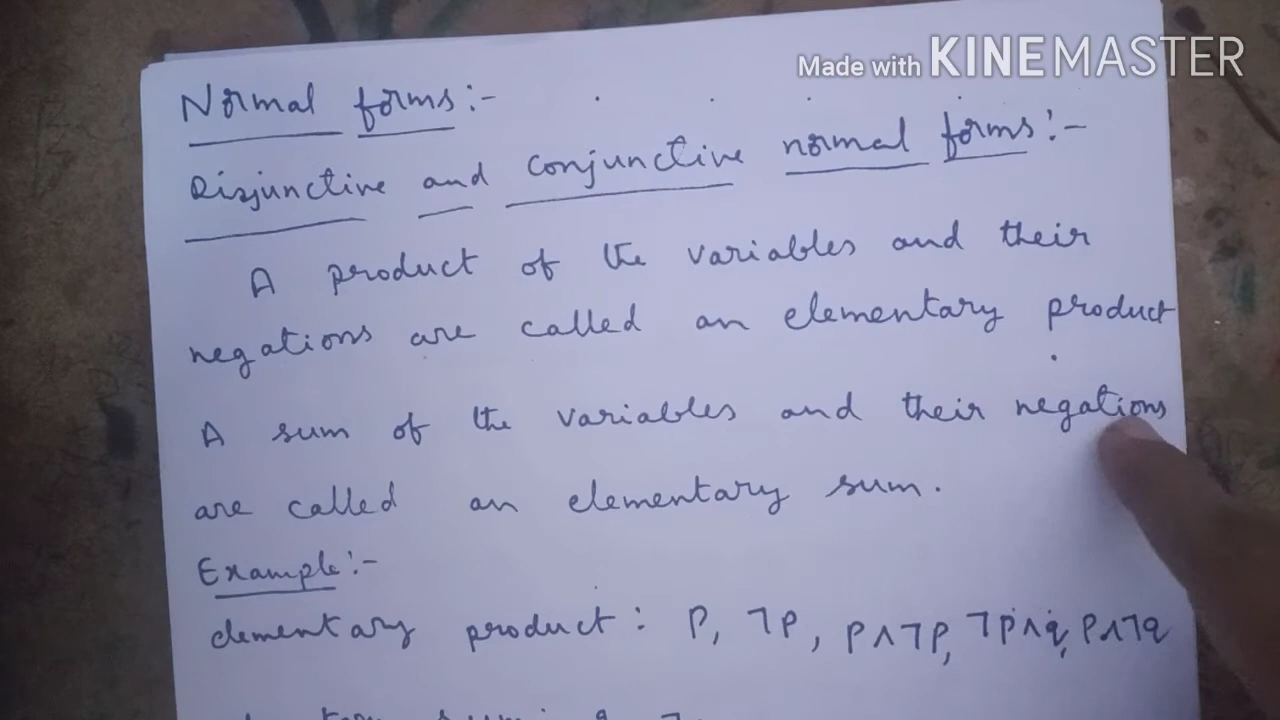 Made with KINEMASTER
Normal forms:-
Disjunctive and conjunctive normal forms:-
A product of the variables and their
negations are called an elementary product
A sum of the variables and their negations
are called an elementary sum.
Example:-
elementary product: P, ¬P, P∧¬P, ¬P∧q, P∧¬q